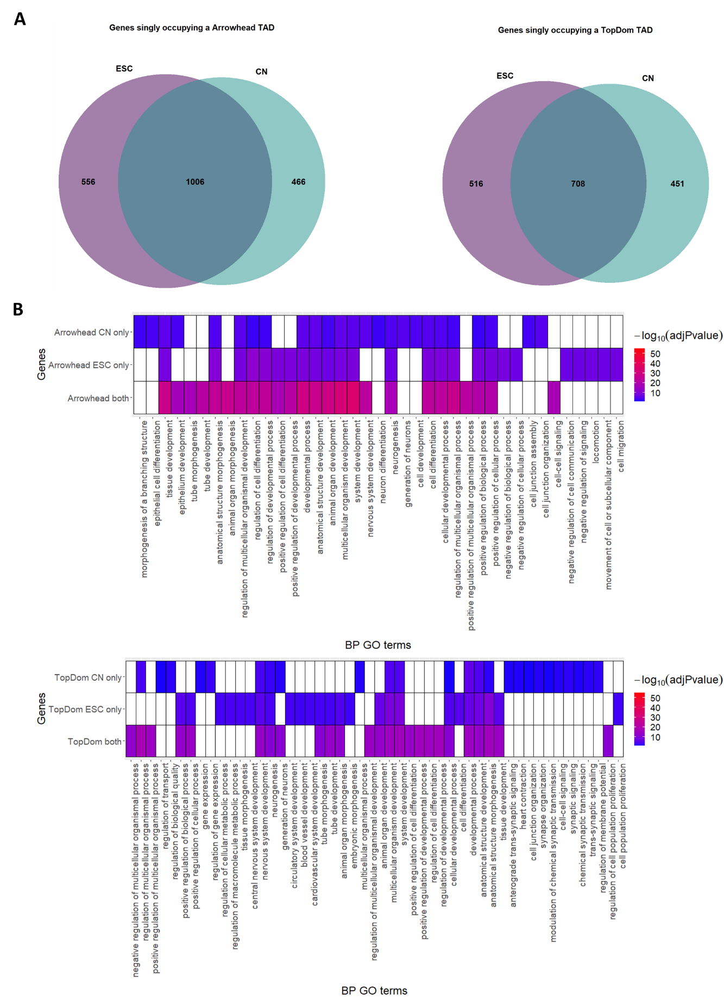 A
Genes singly occupying a Arrowhead TAD
Genes singly occupying a TopDom TAD
ESC
CN
ESC
CN
556
1006
466
516
708
451
B
Genes
Arrowhead CN only
Arrowhead ESC only
Arrowhead both
−log10(adjPvalue)
50
40
30
20
10
morphogenesis of a branching structure
epithelial cell differentiation
tissue development
epithelium development
tube morphogenesis
tube development
anatomical structure morphogenesis
animal organ morphogenesis
regulation of multicellular organismal development
regulation of cell differentiation
regulation of developmental process
positive regulation of cell differentiation
positive regulation of developmental process
developmental process
anatomical structure development
animal organ development
multicellular organism development
system development
nervous system development
neuron differentiation
neurogenesis
generation of neurons
cell development
cell differentiation
cellular developmental process
regulation of multicellular organismal process
positive regulation of multicellular organismal process
positive regulation of biological process
positive regulation of cellular process
negative regulation of biological process
negative regulation of cellular process
cell junction assembly
cell junction organization
cell-cell signaling
negative regulation of cell communication
negative regulation of signaling
locomotion
movement of cell or subcellular component
cell migration
BP GO terms
Genes
TopDom CN only
TopDom ESC only
TopDom both
−log10(adjPvalue)
50
40
30
20
10
negative regulation of multicellular organismal process
regulation of multicellular organismal process
positive regulation of multicellular organismal process
regulation of transport
regulation of biological quality
positive regulation of biological process
positive regulation of cellular process
gene expression
regulation of gene expression
regulation of cellular metabolic process
regulation of macromolecule metabolic process
tissue morphogenesis
central nervous system development
nervous system development
neurogenesis
generation of neurons
circulatory system development
blood vessel development
cardiovascular system development
tube morphogenesis
tube development
animal organ morphogenesis
embryonic morphogenesis
multicellular organismal process
regulation of multicellular organismal development
animal organ development
multicellular organism development
system development
positive regulation of cell differentiation
positive regulation of developmental process
regulation of cell differentiation
regulation of developmental process
cellular developmental process
cell differentiation
developmental process
anatomical structure development
anatomical structure morphogenesis
tissue development
anterograde trans-synaptic signaling
heart contraction
cell junction organization
synapse organization
modulation of chemical synaptic transmission
cell-cell signaling
synaptic signaling
chemical synaptic transmission
trans-synaptic signaling
regulation of membrane potential
regulation of cell population proliferation
cell population proliferation
BP GO terms